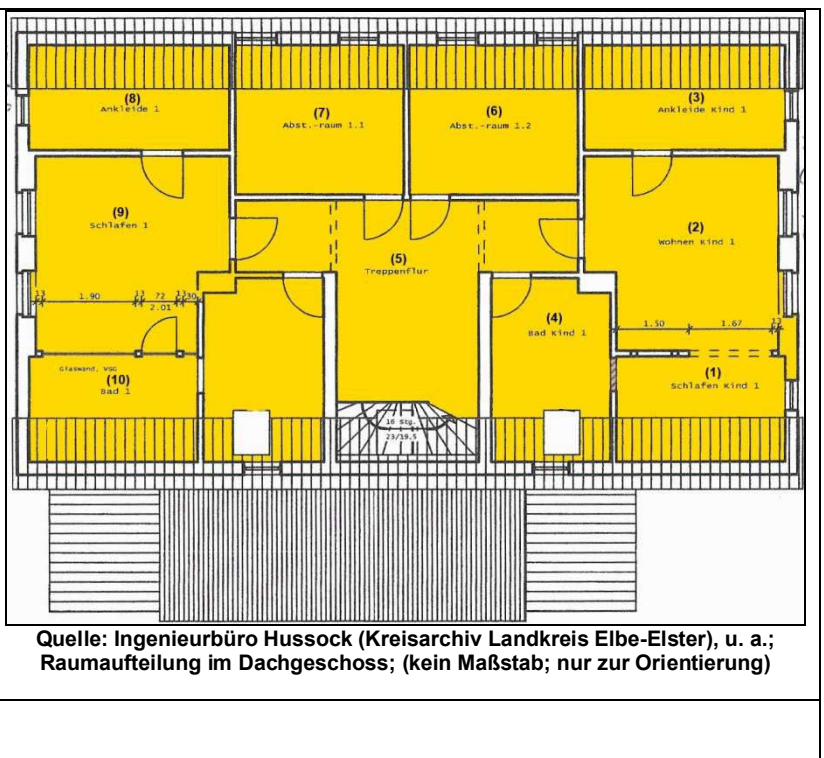 (8)
Ankleide 1
(7)
Abst.-raum 1.1
(6)
Abst.-raum 1.2
(3)
Ankleide Kind 1
(9)
Schlafen 1
(2)
Wohnen Kind 1
(5)
Treppenflur
13 1.90 13 72 13 30
2.01
(4)
Bad Kind 1
1.50 1.67 13
Glaswand, VSG
(10)
Bad 1
(1)
Schlafen Kind 1
16 Stg.
23/19.5
Quelle: Ingenieurbüro Hussock (Kreisarchiv Landkreis Elbe-Elster), u. a.;
Raumaufteilung im Dachgeschoss; (kein Maßstab; nur zur Orientierung)